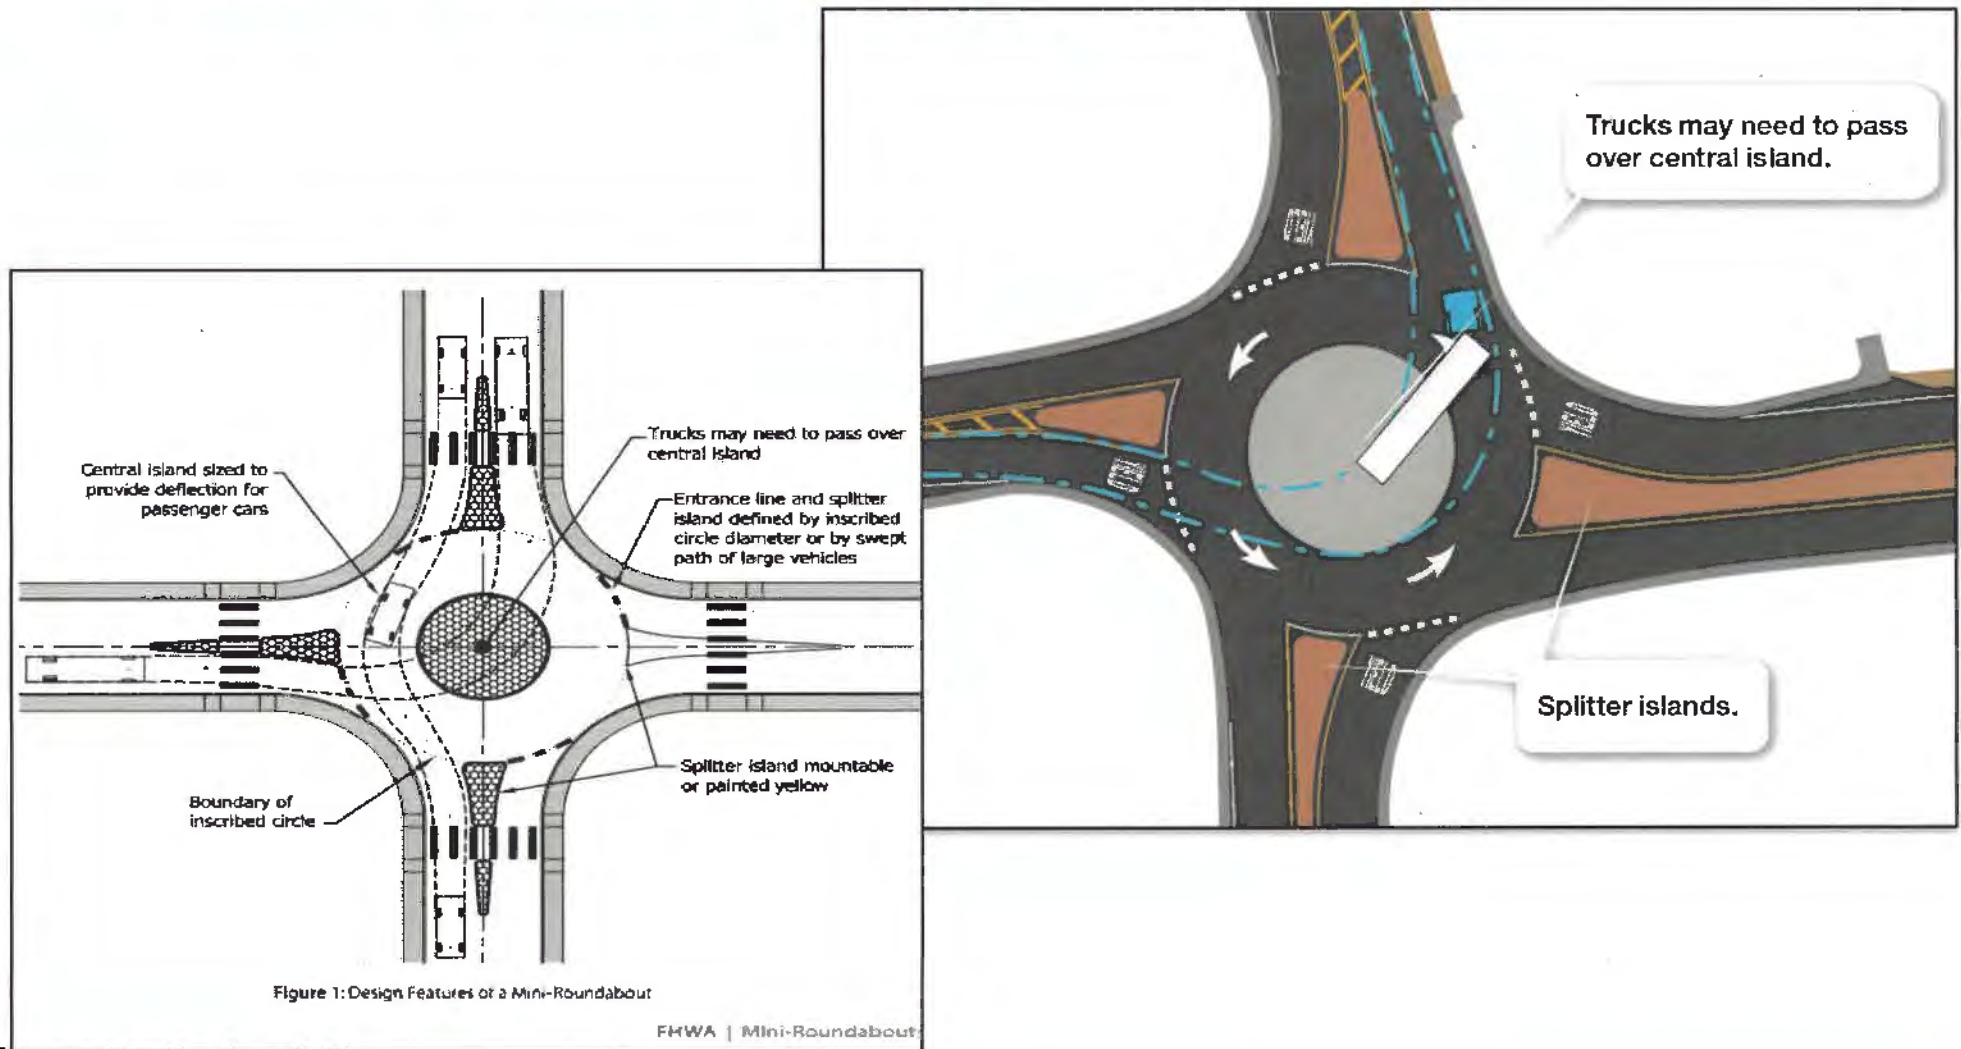 Trucks may need to pass
over central island.
Splitter islands.
Central island sized to
provide deflection for
passenger cars
Trucks may need to pass over
central island
Entrance line and splitter
island defined by inscribed
circle diameter or by swept
path of large vehicles
Splitter island mountable
or painted yellow
Boundary of
inscribed circle
Figure 1: Design Features of a Mini-Roundabout
FHWA | Mini-Roundabout